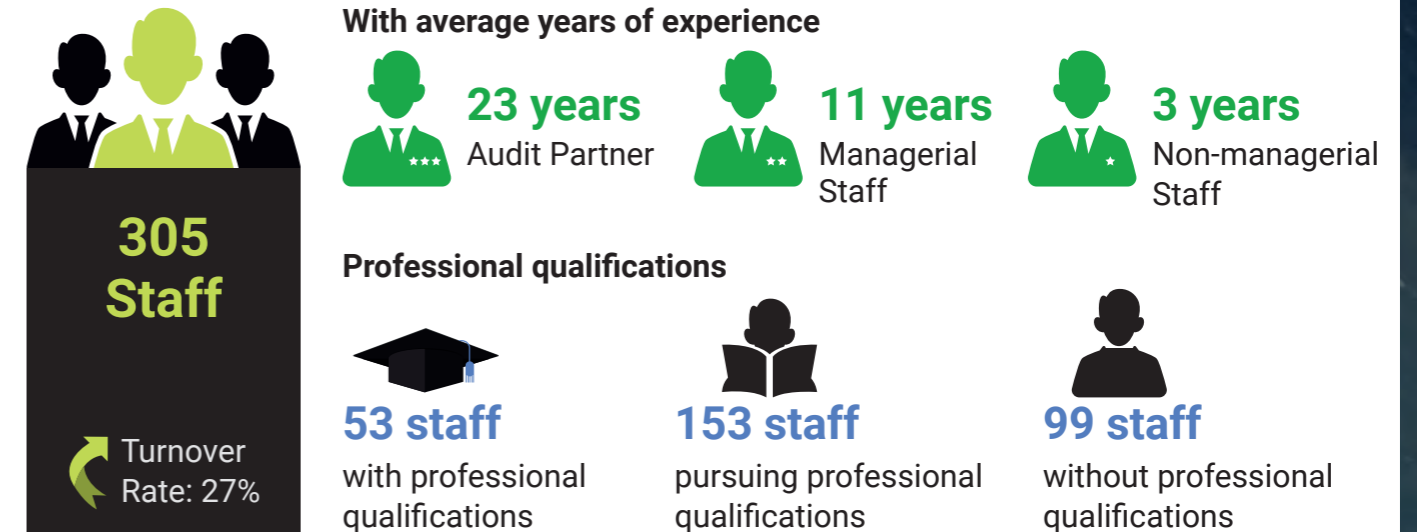 305
Staff
Turnover
Rate: 27%
With average years of experience
23 years
Audit Partner
11 years
Managerial
Staff
3 years
Non-managerial
Staff
Professional qualifications
53 staff
with professional
qualifications
153 staff
pursuing professional
qualifications
99 staff
without professional
qualifications